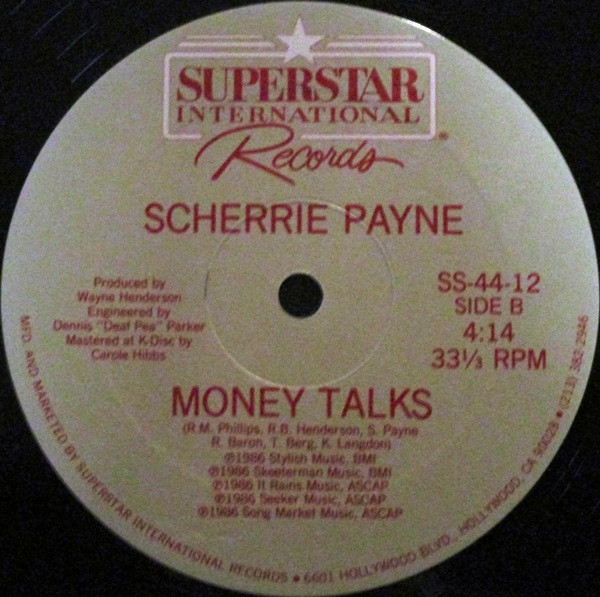 SUPERSTAR
INTERNATIONAL
Records®
SCHERRIE PAYNE
Produced by
Wayne Henderson
Engineered by
Dennis "Deaf Pea" Parker
Mastered at K-Disc by
Carole Hibbs
SS-44-12
SIDE B
4:14
33⅓ RPM
MONEY TALKS
(R.M. Phillips, R.B. Henderson, S. Payne
R. Baron, T. Berg, K. Langdon)
℗1986 Stylish Music, BMI
℗1986 Skeeterman Music, BMI
℗1986 It Rains Music, ASCAP
℗1986 Seeker Music, ASCAP
℗1986 Song Market Music, ASCAP
MFD. AND MARKETED BY SUPERSTAR INTERNATIONAL RECORDS • 6601 HOLLYWOOD BLVD., HOLLYWOOD, CA 90028 • (213) 382 2946